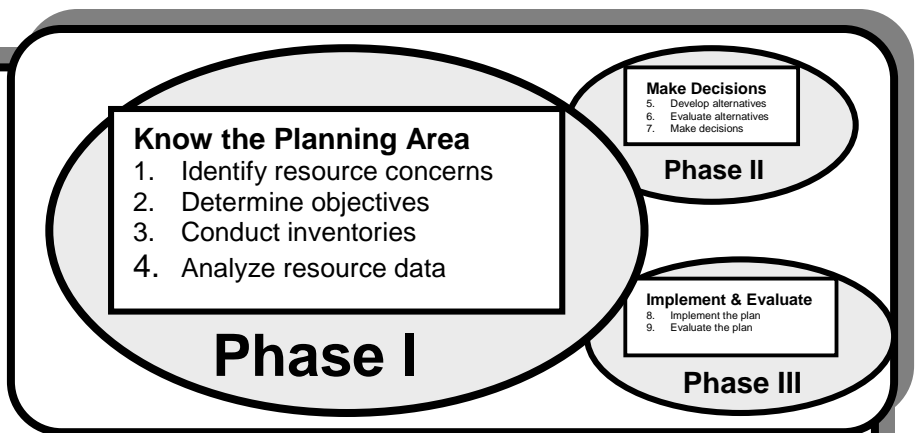 Know the Planning Area
1. Identify resource concerns
2. Determine objectives
3. Conduct inventories
4. Analyze resource data
Phase I
Make Decisions
5. Develop alternatives
6. Evaluate alternatives
7. Make decisions
Phase II
Implement & Evaluate
8. Implement the plan
9. Evaluate the plan
Phase III